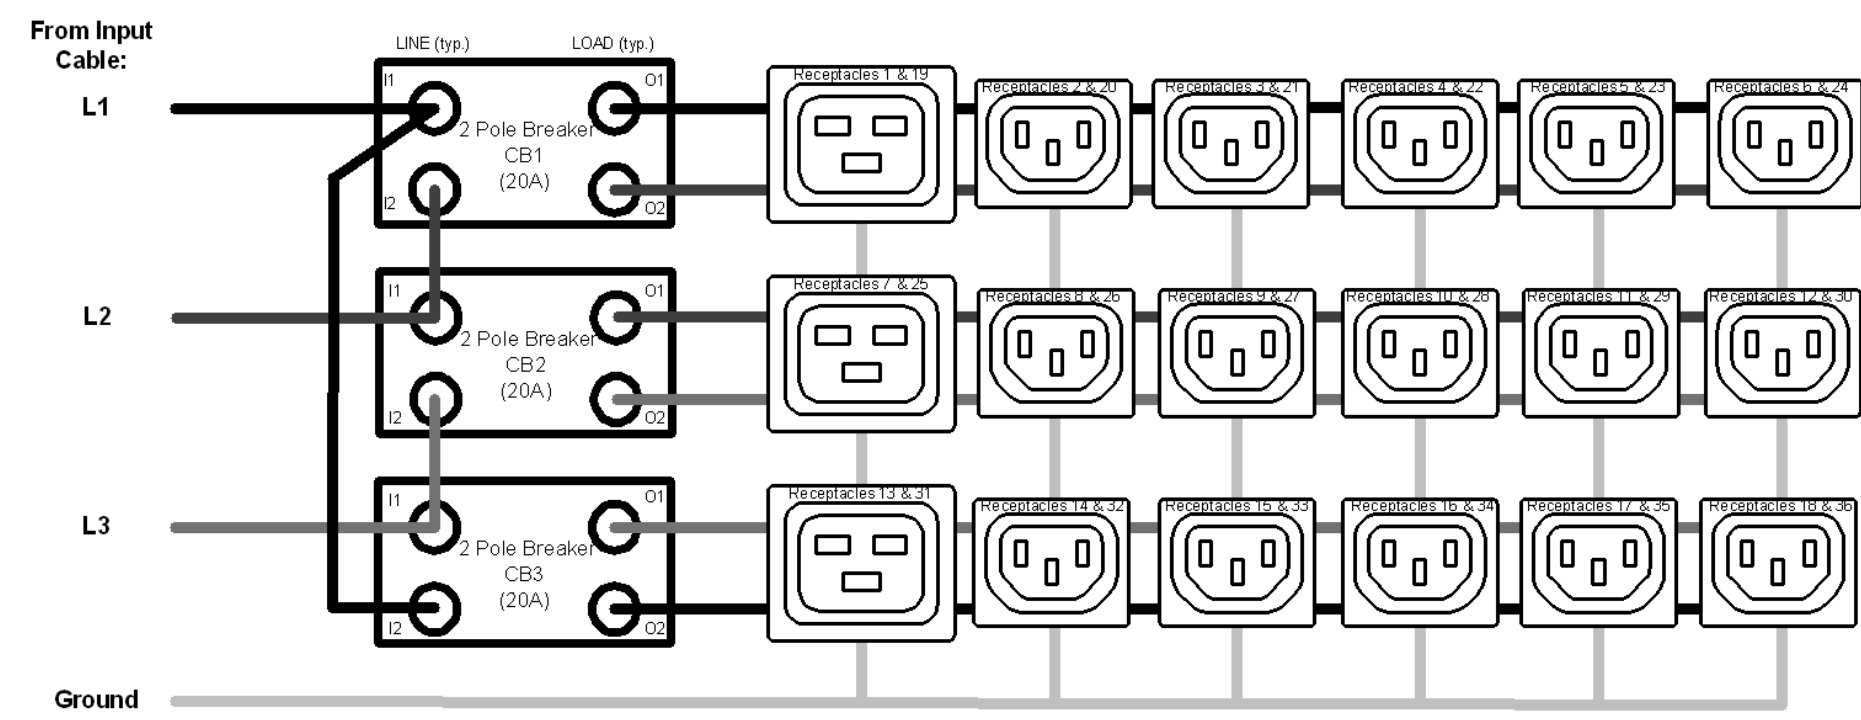 From Input
Cable:
LINE (typ.)
LOAD (typ.)
L1
I1
O1
2 Pole Breaker
CB1
(20A)
I2
O2
Receptacles 1 & 19
Receptacles 2 & 20
Receptacles 3 & 21
Receptacles 4 & 22
Receptacles 5 & 23
Receptacles 6 & 24
L2
I1
O1
2 Pole Breaker
CB2
(20A)
I2
O2
Receptacles 7 & 25
Receptacles 8 & 26
Receptacles 9 & 27
Receptacles 10 & 28
Receptacles 11 & 29
Receptacles 12 & 30
L3
I1
O1
2 Pole Breaker
CB3
(20A)
I2
O2
Receptacles 13 & 31
Receptacles 14 & 32
Receptacles 15 & 33
Receptacles 16 & 34
Receptacles 17 & 35
Receptacles 18 & 36
Ground